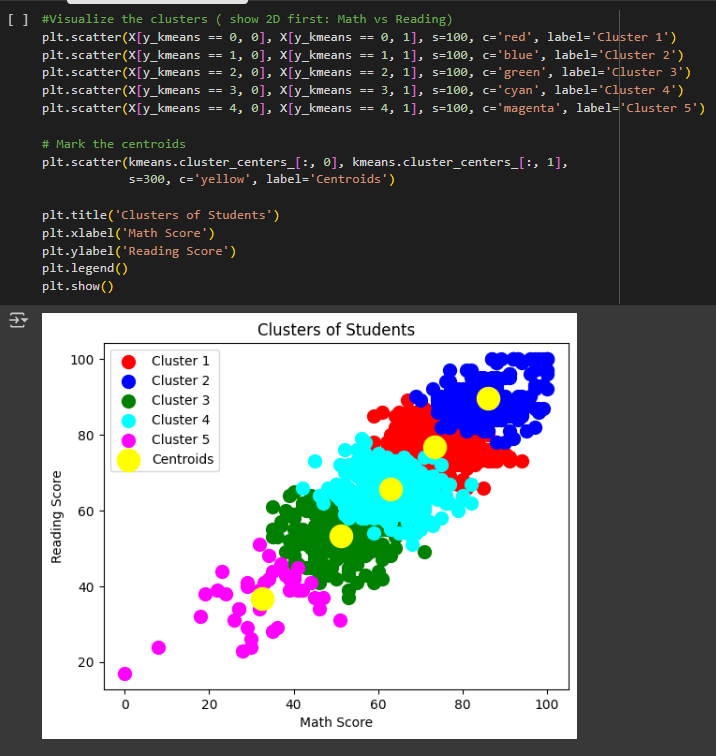 [ ] #Visualize the clusters ( show 2D first: Math vs Reading)
plt.scatter(X[y_kmeans == 0, 0], X[y_kmeans == 0, 1], s=100, c='red', label='Cluster 1')
plt.scatter(X[y_kmeans == 1, 0], X[y_kmeans == 1, 1], s=100, c='blue', label='Cluster 2')
plt.scatter(X[y_kmeans == 2, 0], X[y_kmeans == 2, 1], s=100, c='green', label='Cluster 3')
plt.scatter(X[y_kmeans == 3, 0], X[y_kmeans == 3, 1], s=100, c='cyan', label='Cluster 4')
plt.scatter(X[y_kmeans == 4, 0], X[y_kmeans == 4, 1], s=100, c='magenta', label='Cluster 5')
# Mark the centroids
plt.scatter(kmeans.cluster_centers_[:, 0], kmeans.cluster_centers_[:, 1],
s=300, c='yellow', label='Centroids')
plt.title('Clusters of Students')
plt.xlabel('Math Score')
plt.ylabel('Reading Score')
plt.legend()
plt.show()
Clusters of Students
Cluster 1
Cluster 2
Cluster 3
Cluster 4
Cluster 5
Centroids
Reading Score
100
80
60
40
20
0 20 40 60 80 100
Math Score